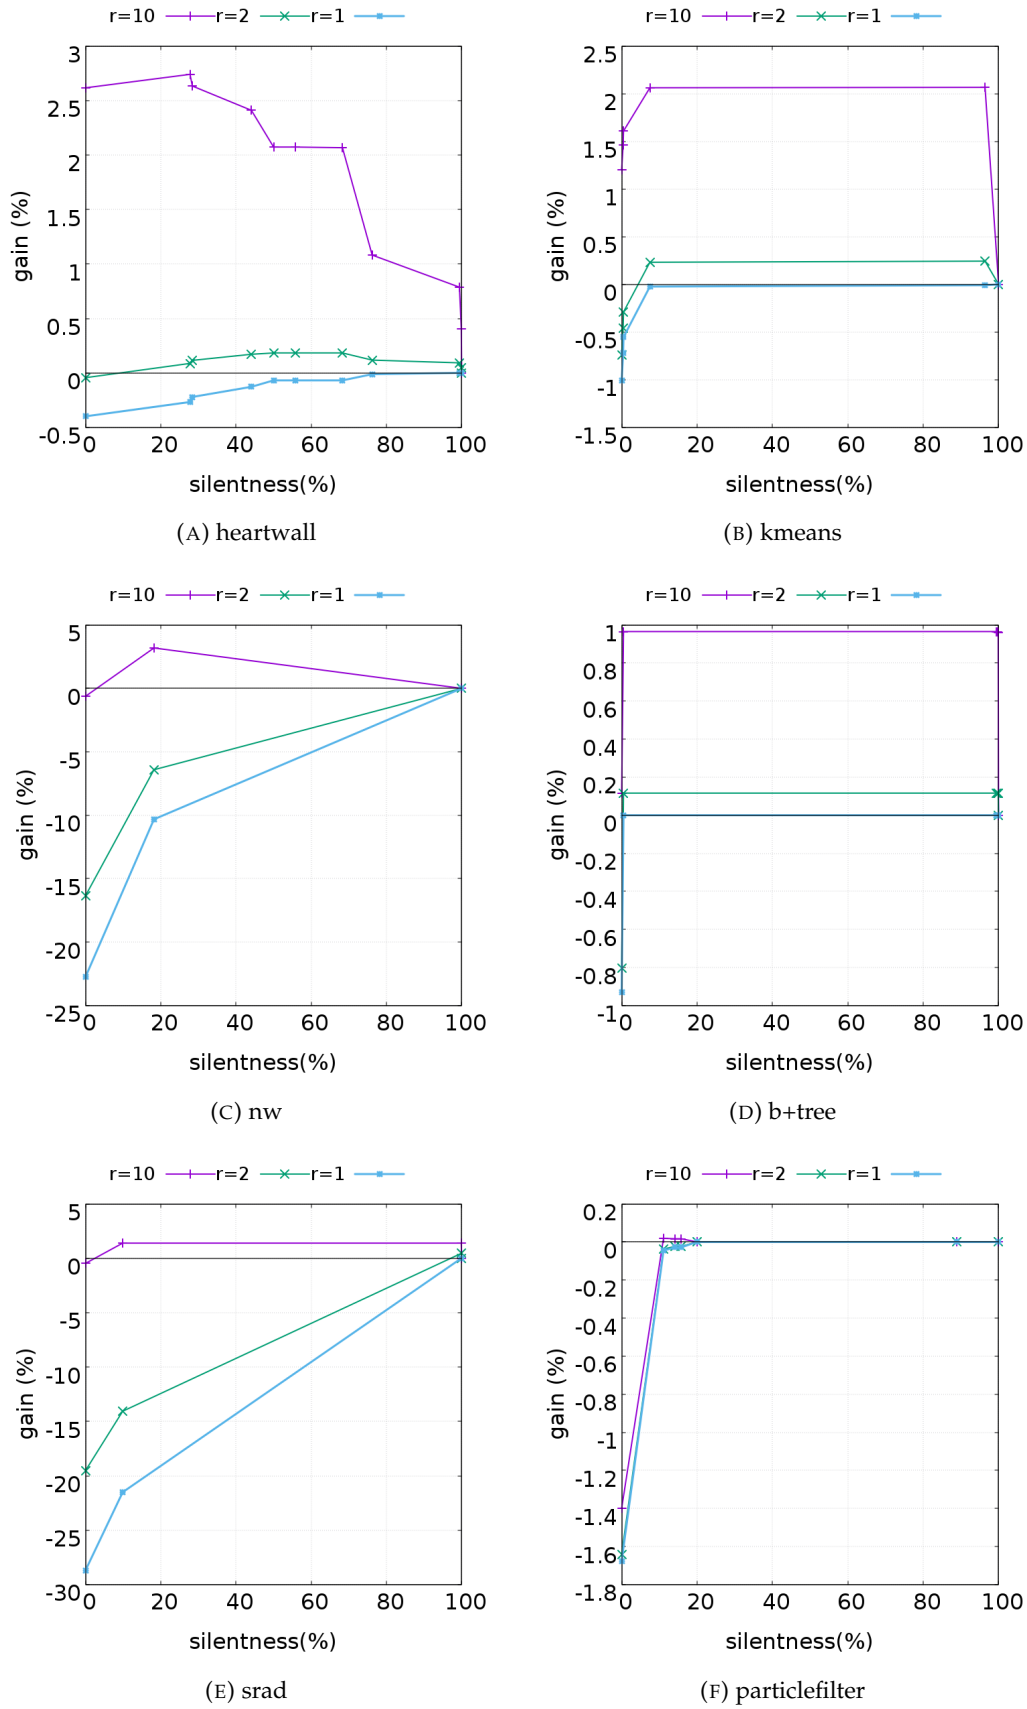 r=10 r=2 r=1
3
2.5
2
1.5
1
0.5
0
-0.5
gain (%)
0 20 40 60 80 100
silentness(%)
(A) heartwall
r=10 r=2 r=1
2.5
2
1.5
1
0.5
0
-0.5
-1
-1.5
gain (%)
0 20 40 60 80 100
silentness(%)
(B) kmeans
r=10 r=2 r=1
5
0
-5
-10
-15
-20
-25
gain (%)
0 20 40 60 80 100
silentness(%)
(C) nw
r=10 r=2 r=1
1
0.8
0.6
0.4
0.2
0
-0.2
-0.4
-0.6
-0.8
-1
gain (%)
0 20 40 60 80 100
silentness(%)
(D) b+tree
r=10 r=2 r=1
5
0
-5
-10
-15
-20
-25
-30
gain (%)
0 20 40 60 80 100
silentness(%)
(E) srad
r=10 r=2 r=1
0.2
0
-0.2
-0.4
-0.6
-0.8
-1
-1.2
-1.4
-1.6
-1.8
gain (%)
0 20 40 60 80 100
silentness(%)
(F) particlefilter